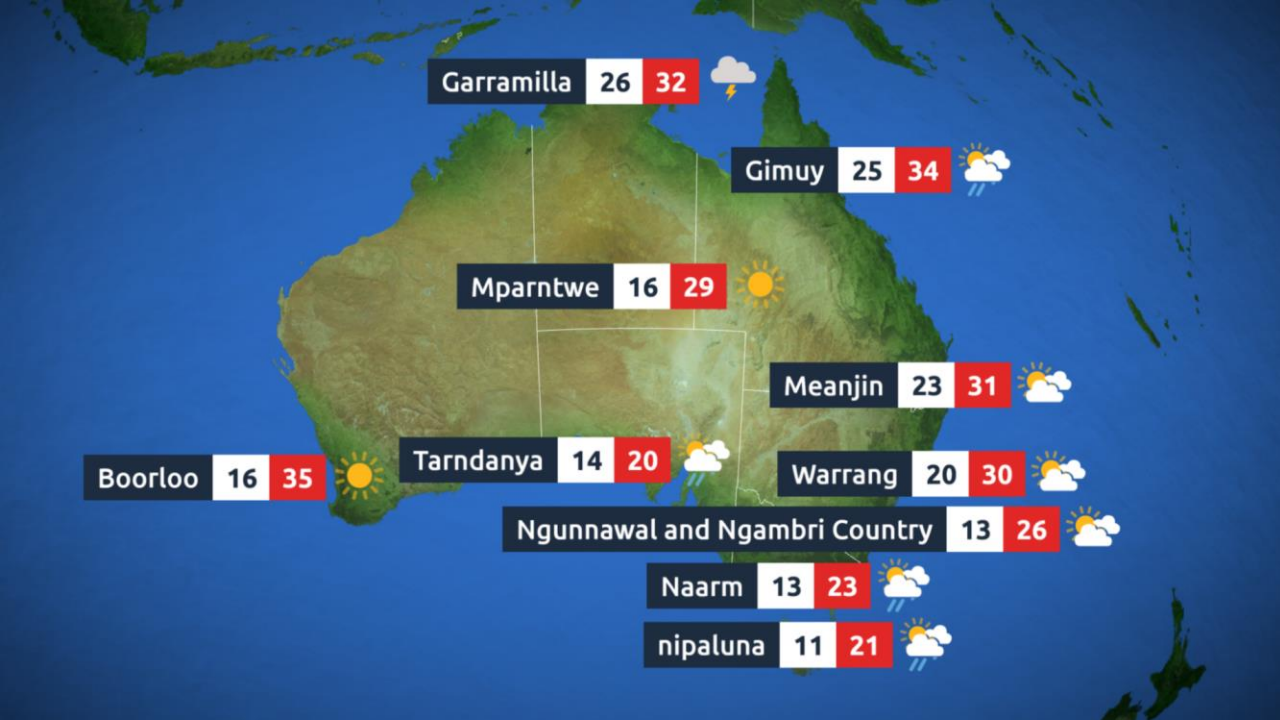 Garramilla 26 32
Gimuy 25 34
Mparntwe 16 29
Meanjin 23 31
Tarndanya 14 20
Boorloo 16 35
Warrang 20 30
Ngunnawal and Ngambri Country 13 26
Naarm 13 23
nipaluna 11 21